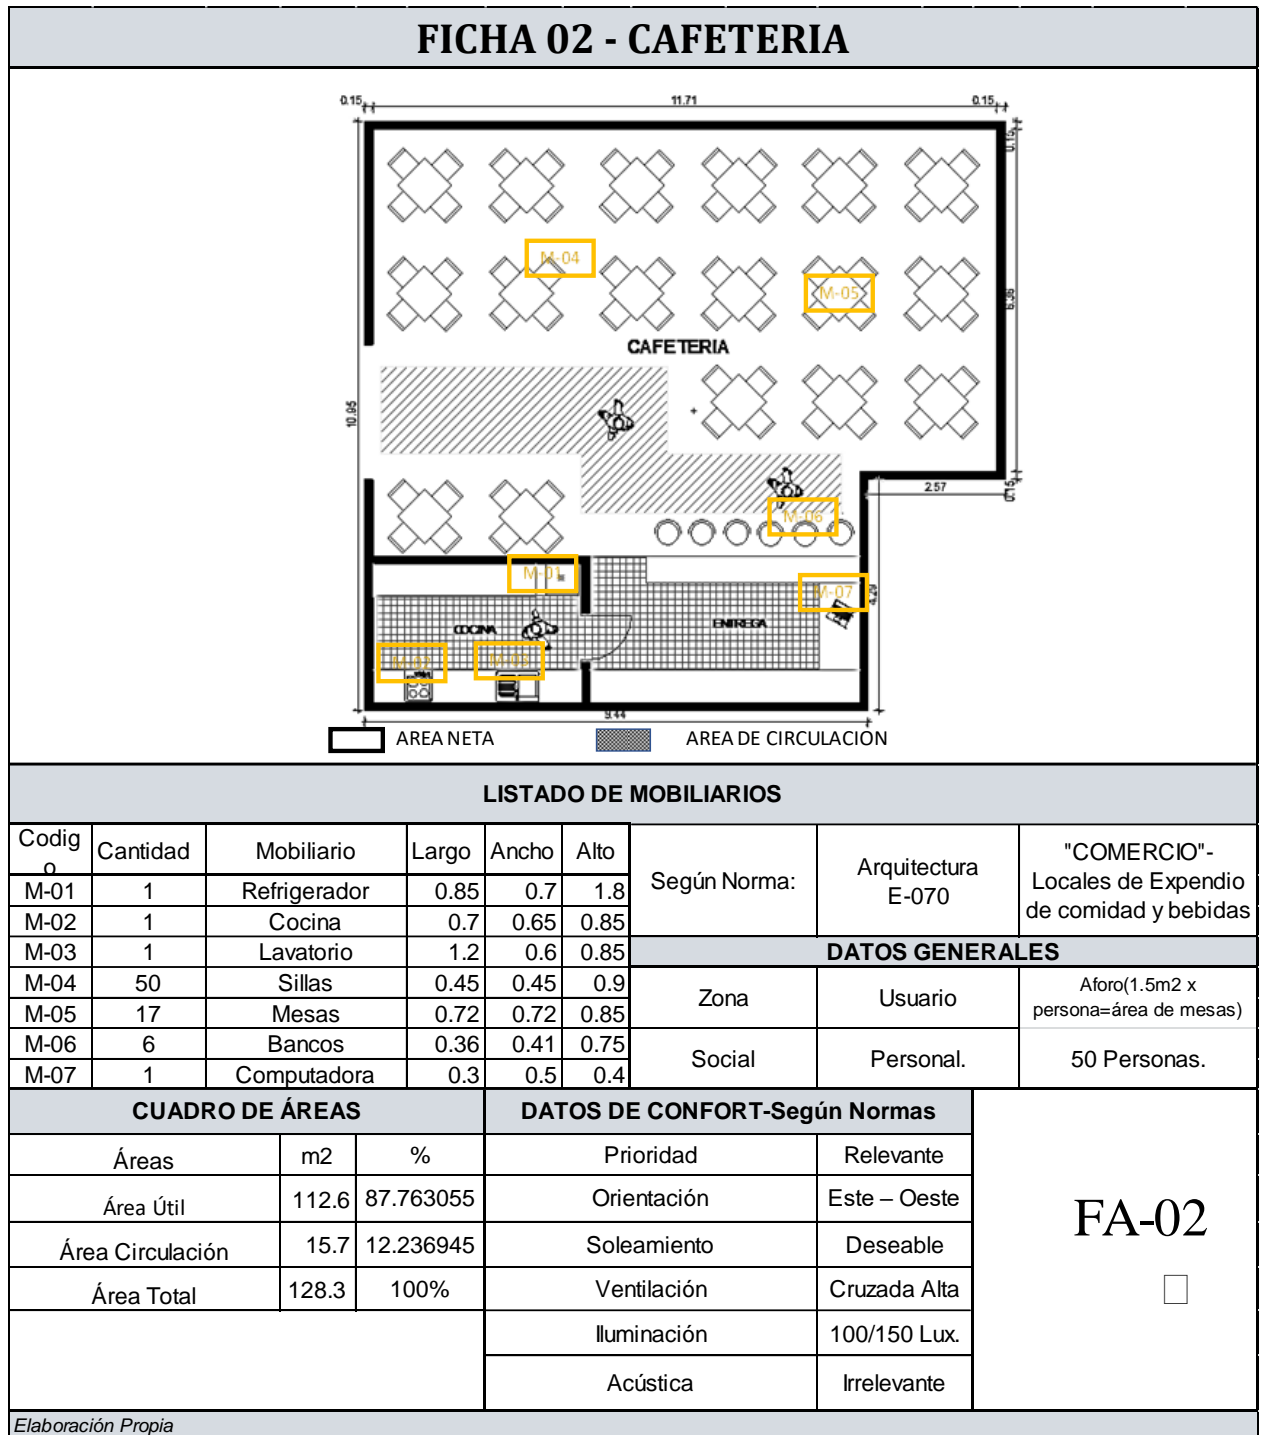 FICHA 02 - CAFETERIA
0.15 11.71 0.15
0.15
M-04
M-05
6.36
CAFETERIA
10.95
2.57
0.15
M-06
M-01
M-07
4.29
COCINA
ENTREGA
M-02 M-03
9.44
AREA NETA AREA DE CIRCULACION
LISTADO DE MOBILIARIOS
Codigo Cantidad Mobiliario Largo Ancho Alto
M-01 1 Refrigerador 0.85 0.7 1.8
M-02 1 Cocina 0.7 0.65 0.85
M-03 1 Lavatorio 1.2 0.6 0.85
M-04 50 Sillas 0.45 0.45 0.9
M-05 17 Mesas 0.72 0.72 0.85
M-06 6 Bancos 0.36 0.41 0.75
M-07 1 Computadora 0.3 0.5 0.4
Según Norma:
Arquitectura
E-070
"COMERCIO"-
Locales de Expendio
de comidad y bebidas
DATOS GENERALES
Zona Usuario
Aforo(1.5m2 x
persona=área de mesas)
Social Personal. 50 Personas.
CUADRO DE ÁREAS
Áreas m2 %
Área Útil 112.6 87.763055
Área Circulación 15.7 12.236945
Área Total 128.3 100%
DATOS DE CONFORT-Según Normas
Prioridad Relevante
Orientación Este – Oeste
Soleamiento Deseable
Ventilación Cruzada Alta
Iluminación 100/150 Lux.
Acústica Irrelevante
FA-02
Elaboración Propia